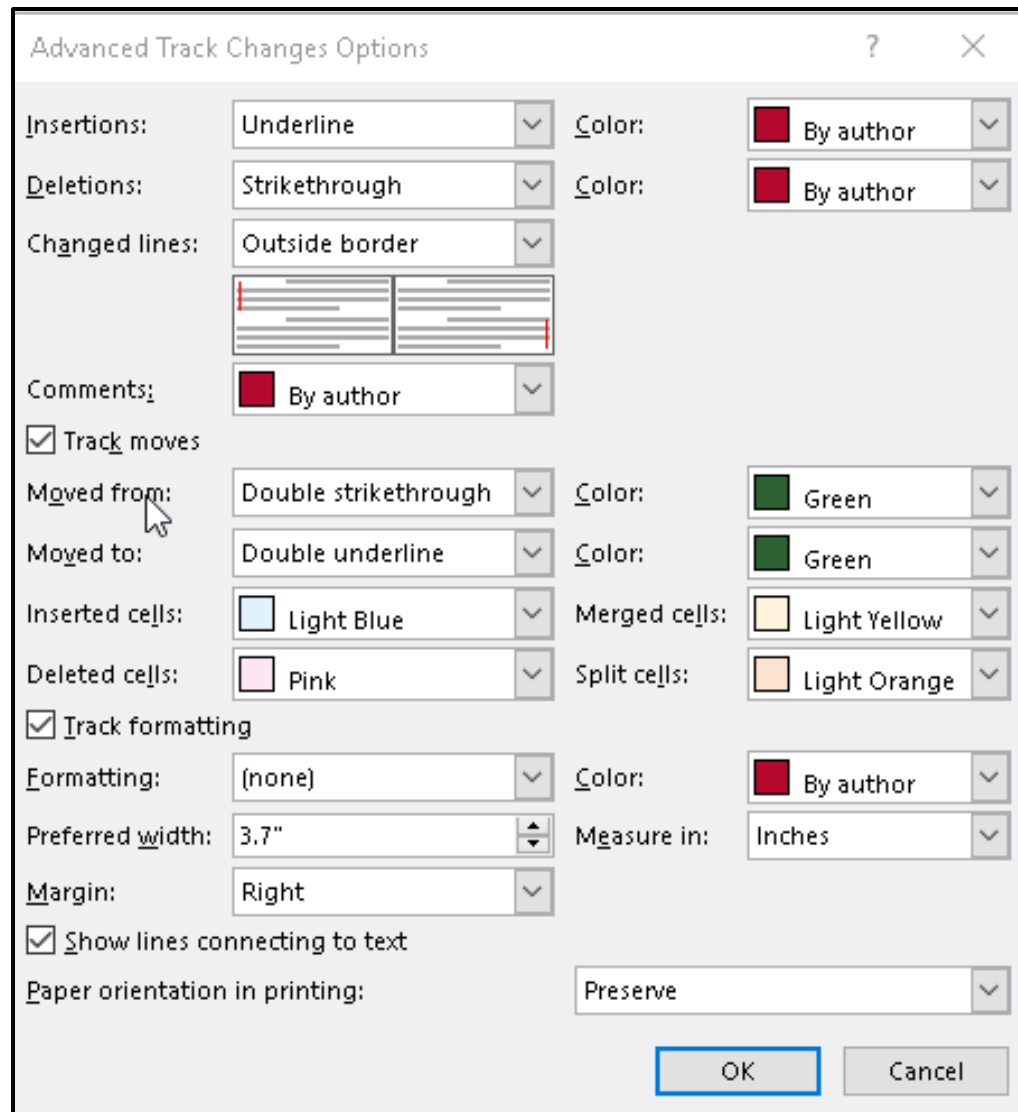 Advanced Track Changes Options ?
Insertions: Underline Color: By author
Deletions: Strikethrough Color: By author
Changed lines: Outside border
Comments: By author
Track moves
Moved from: Double strikethrough Color: Green
Moved to: Double underline Color: Green
Inserted cells: Light Blue Merged cells: Light Yellow
Deleted cells: Pink Split cells: Light Orange
Track formatting
Formatting: (none) Color: By author
Preferred width: 3.7" Measure in: Inches
Margin: Right
Show lines connecting to text
Paper orientation in printing: Preserve
OK Cancel